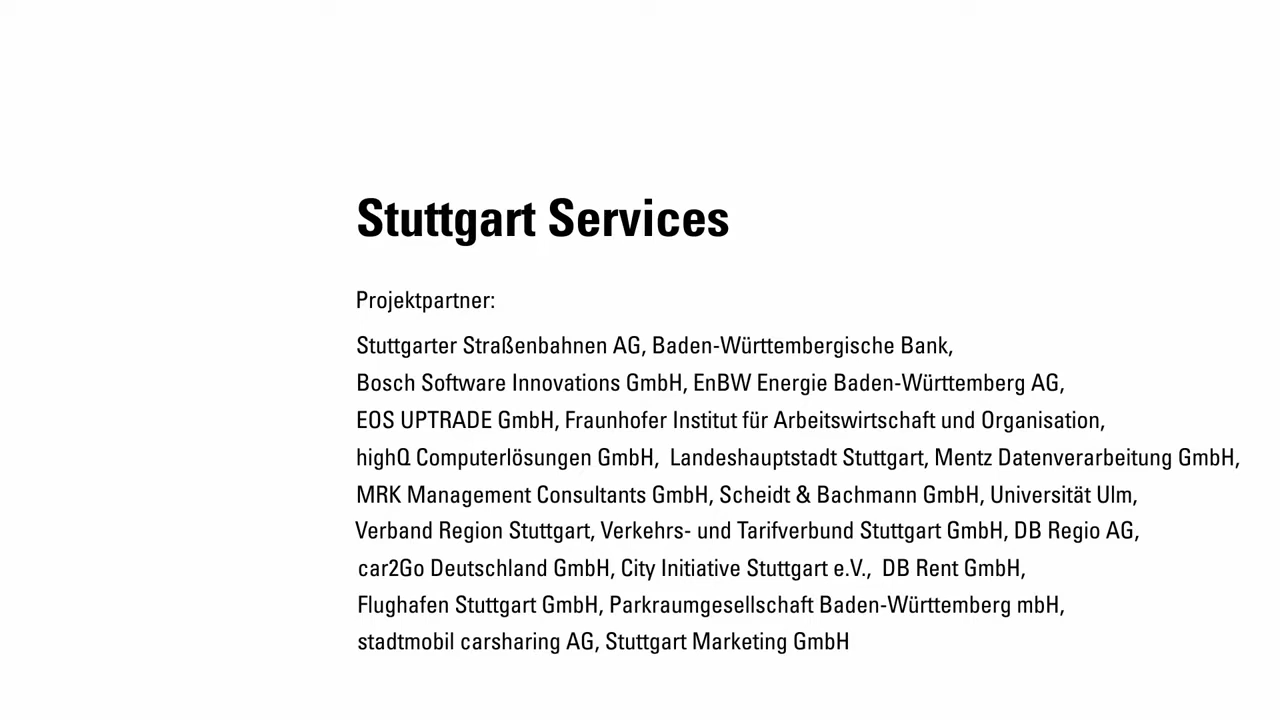 Stuttgart Services
Projektpartner:
Stuttgarter Straßenbahnen AG, Baden-Württembergische Bank,
Bosch Software Innovations GmbH, EnBW Energie Baden-Württemberg AG,
EOS UPTRADE GmbH, Fraunhofer Institut für Arbeitswirtschaft und Organisation,
highQ Computerlösungen GmbH, Landeshauptstadt Stuttgart, Mentz Datenverarbeitung GmbH,
MRK Management Consultants GmbH, Scheidt & Bachmann GmbH, Universität Ulm,
Verband Region Stuttgart, Verkehrs- und Tarifverbund Stuttgart GmbH, DB Regio AG,
car2Go Deutschland GmbH, City Initiative Stuttgart e.V., DB Rent GmbH,
Flughafen Stuttgart GmbH, Parkraumgesellschaft Baden-Württemberg mbH,
stadtmobil carsharing AG, Stuttgart Marketing GmbH